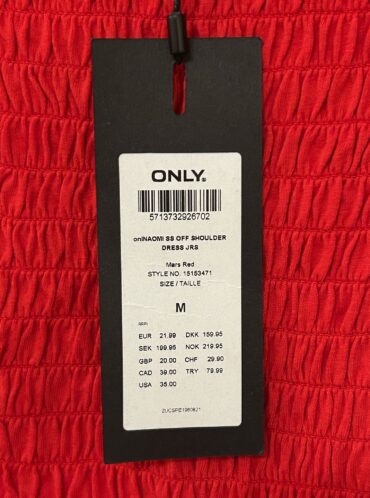 ONLY®
5713732926702
onlNAOMI SS OFF SHOULDER
DRESS JRS
Mars Red
STYLE NO. 15153471
SIZE / TAILLE
M
RRP:
EUR 21.99 DKK 159.95
SEK 199.95 NOK 219.95
GBP 20.00 CHF 29.90
CAD 39.00 TRY 79.99
USA 35.00